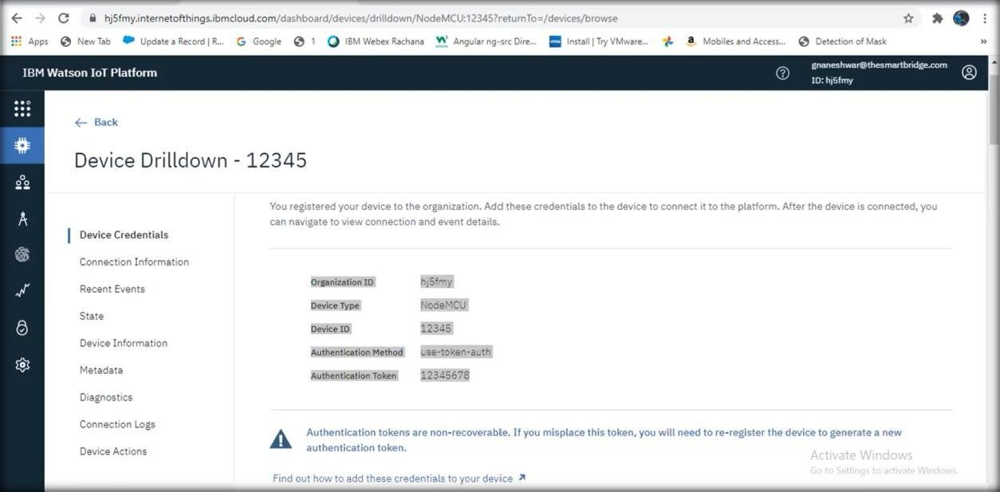 hj5fmy.internetofthings.ibmcloud.com/dashboard/devices/drilldown/NodeMCU:12345?returnTo=/devices/browse
Apps New Tab Update a Record | R... Google 1 IBM Webex Rachana Angular ng-src Dire... Install | Try VMware... Mobiles and Access... Detection of Mask »
IBM Watson IoT Platform
gnaneshwar@thesmartbridge.com
ID: hj5fmy
Back
Device Drilldown - 12345
You registered your device to the organization. Add these credentials to the device to connect it to the platform. After the device is connected, you
can navigate to view connection and event details.
Device Credentials
Connection Information
Recent Events
State
Device Information
Metadata
Diagnostics
Connection Logs
Device Actions
Organization ID hj5fmy
Device Type NodeMCU
Device ID 12345
Authentication Method use-token-auth
Authentication Token 12345678
Authentication tokens are non-recoverable. If you misplace this token, you will need to re-register the device to generate a new
authentication token.
Find out how to add these credentials to your device
Activate Windows
Go to Settings to activate Windows.